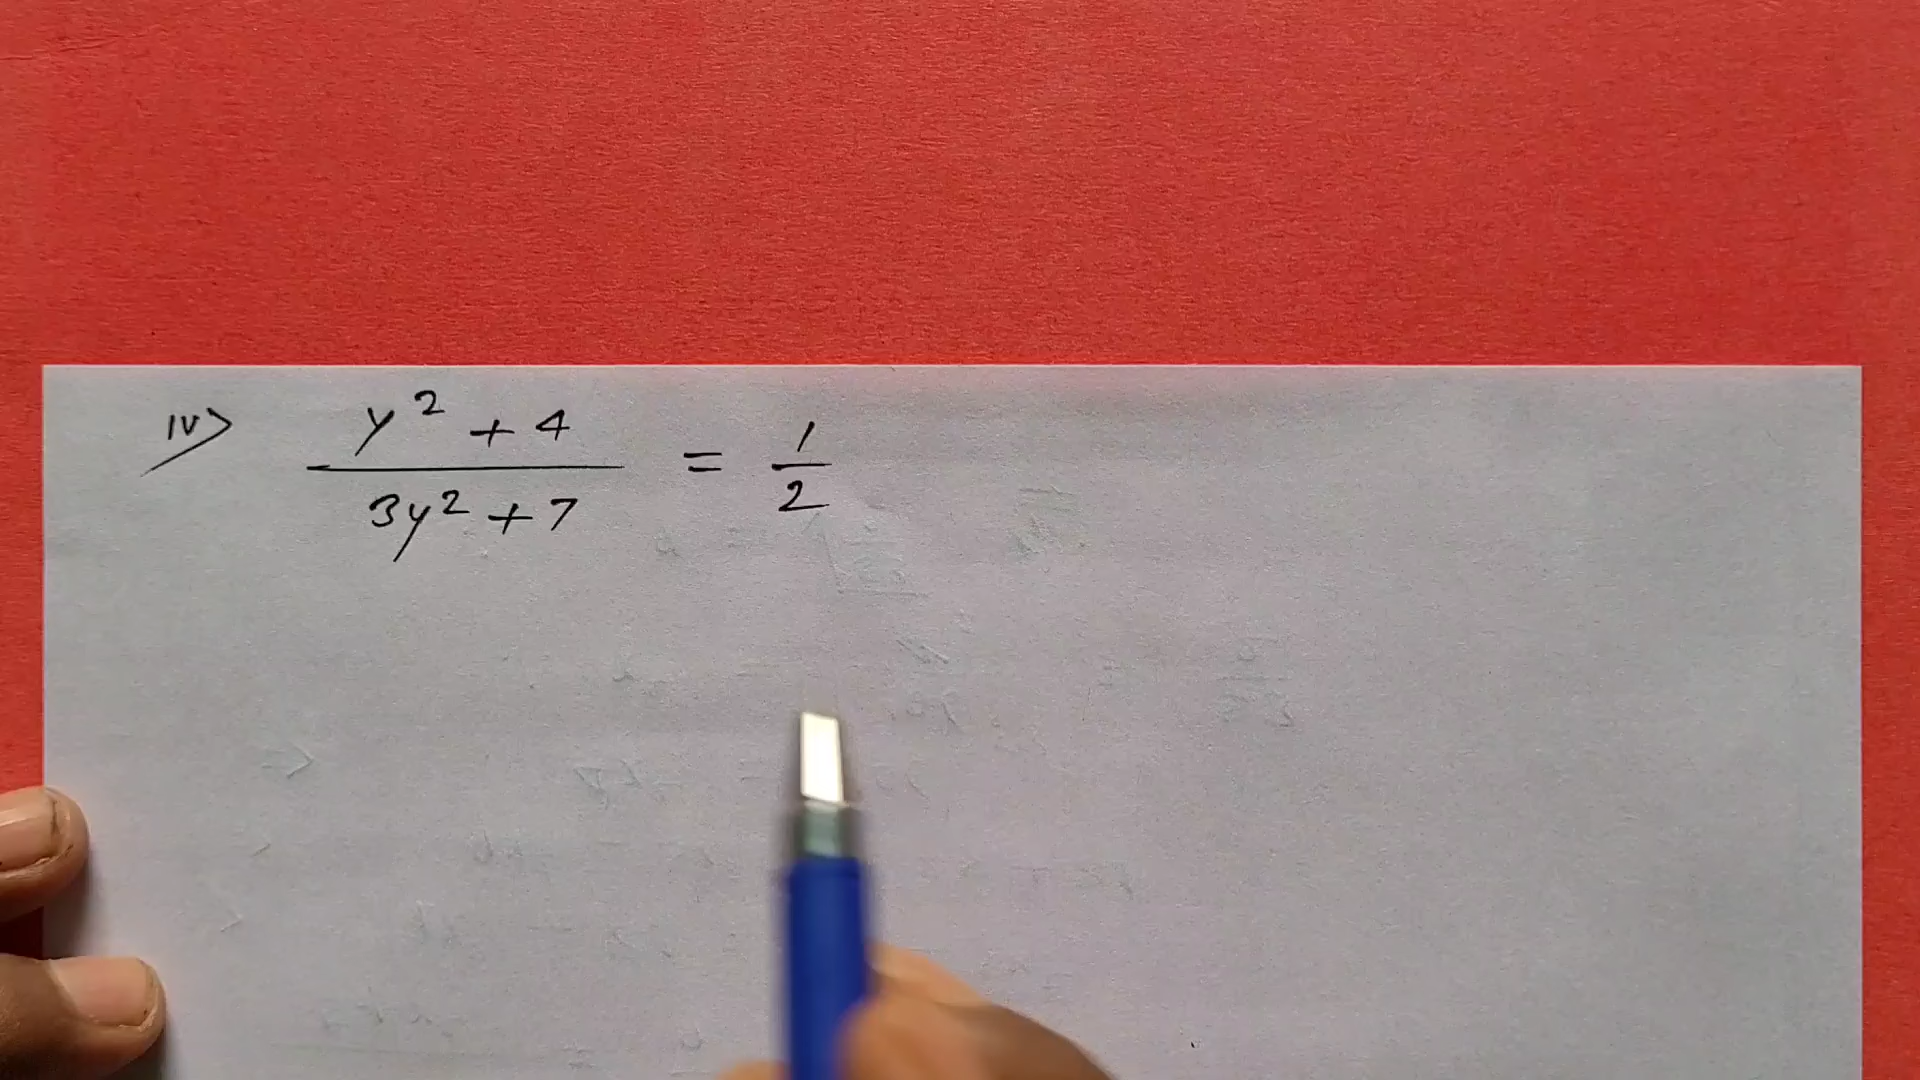 iv) y² + 4 / 3y² + 7 = 1/2